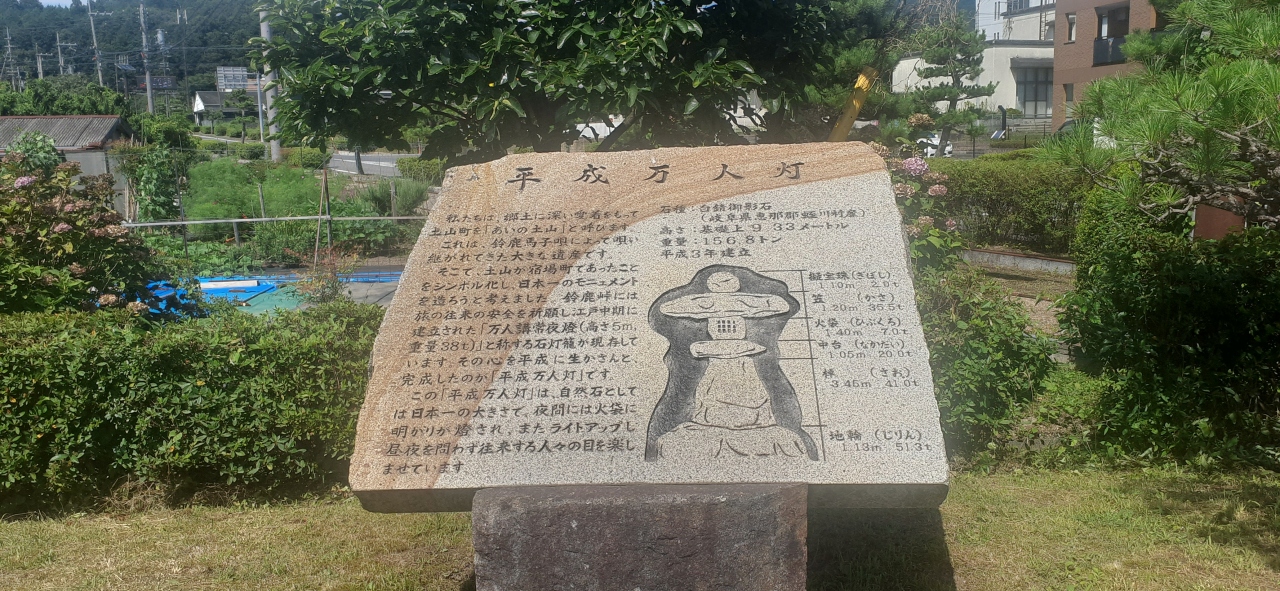 平成万人灯
私たちは、郷土に深い愛着をもって
土山町を「あいの土山」と呼びます。
これは、鈴鹿馬子唄によって唄い
継がれてきた大きな遺産です。
そこで、土山が宿場町であったこと
をシンボル化し、日本一のモニュメント
を造ろうと考えました。鈴鹿峠には
旅の往来の安全を祈願し江戸中期に
建立された「万人講常夜燈(高さ5m,
重量38t)」と称する石灯籠が現存して
います。その心を平成に生かさんと、
完成したのが「平成万人灯」です。
この「平成万人灯」は、自然石として
は日本一の大きさで、夜間には火袋に
明かりが燈され、またライトアップし
昼夜を問わず往来する人々の目を楽し
ませています。
石種:白錆御影石
(岐阜県恵那郡蛭川村産)
高さ:基礎上9.33メートル
重量:156.8トン
平成3年建立
擬宝珠(ぎぼし)
1.10m 2.9t
笠 (かさ)
1.20m 35.5t
火袋 (ひぶくろ)
1.40m 7.0t
中台 (なかだい)
1.05m 20.0t
(さお)
3.45m 41.0t
地輪 (じりん)
1.13m 51.3t